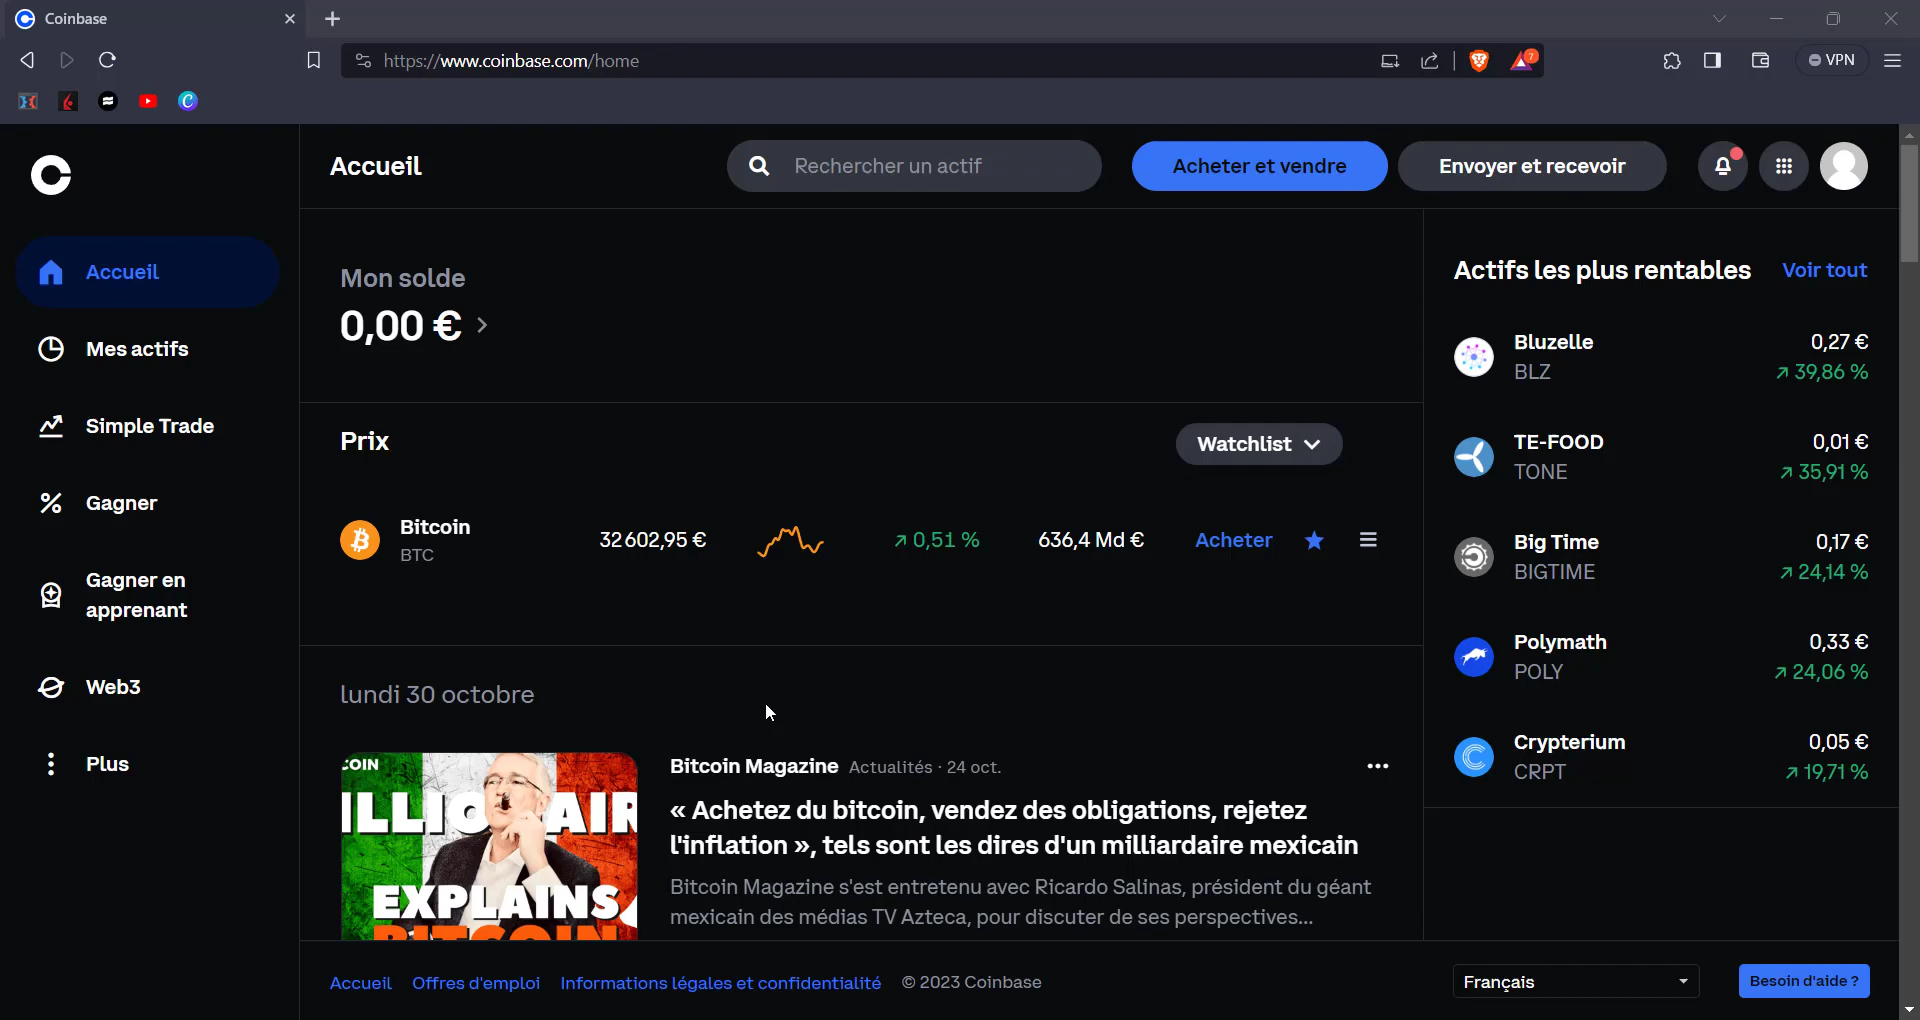 Coinbase
https://www.coinbase.com/home
7
VPN
Accueil
Rechercher un actif
Acheter et vendre
Envoyer et recevoir
Accueil
Mes actifs
Simple Trade
Gagner
Gagner en
apprenant
Web3
Plus
Mon solde
0,00 €
Prix
Watchlist
Bitcoin
BTC
32 602,95 €
↗ 0,51 %
636,4 Md €
Acheter
lundi 30 octobre
COIN
ILLIONAIR
EXPLAINS
BITCOIN
Bitcoin Magazine Actualités · 24 oct.
« Achetez du bitcoin, vendez des obligations, rejetez
l'inflation », tels sont les dires d'un milliardaire mexicain
Bitcoin Magazine s'est entretenu avec Ricardo Salinas, président du géant
mexicain des médias TV Azteca, pour discuter de ses perspectives...
Actifs les plus rentables
Voir tout
Bluzelle
0,27 €
BLZ
↗ 39,86 %
TE-FOOD
0,01 €
TONE
↗ 35,91 %
Big Time
0,17 €
BIGTIME
↗ 24,14 %
Polymath
0,33 €
POLY
↗ 24,06 %
Crypterium
0,05 €
CRPT
↗ 19,71 %
Accueil
Offres d'emploi
Informations légales et confidentialité
© 2023 Coinbase
Français
Besoin d'aide ?